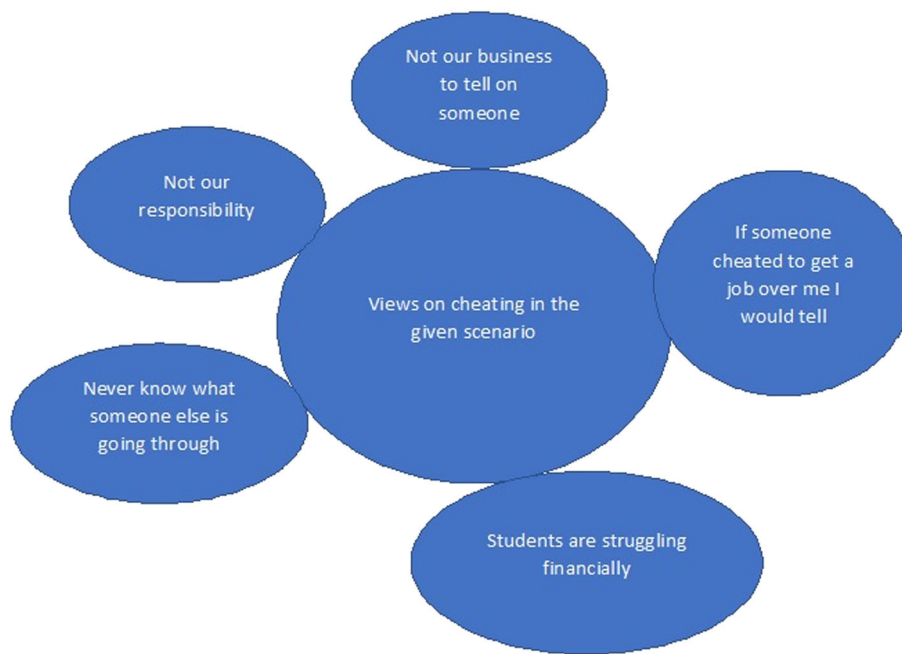 Not our business
to tell on
someone
Not our
responsibility
If someone
cheated to get a
job over me I
would tell
Views on cheating in the
given scenario
Never know what
someone else is
going through
Students are struggling
financially